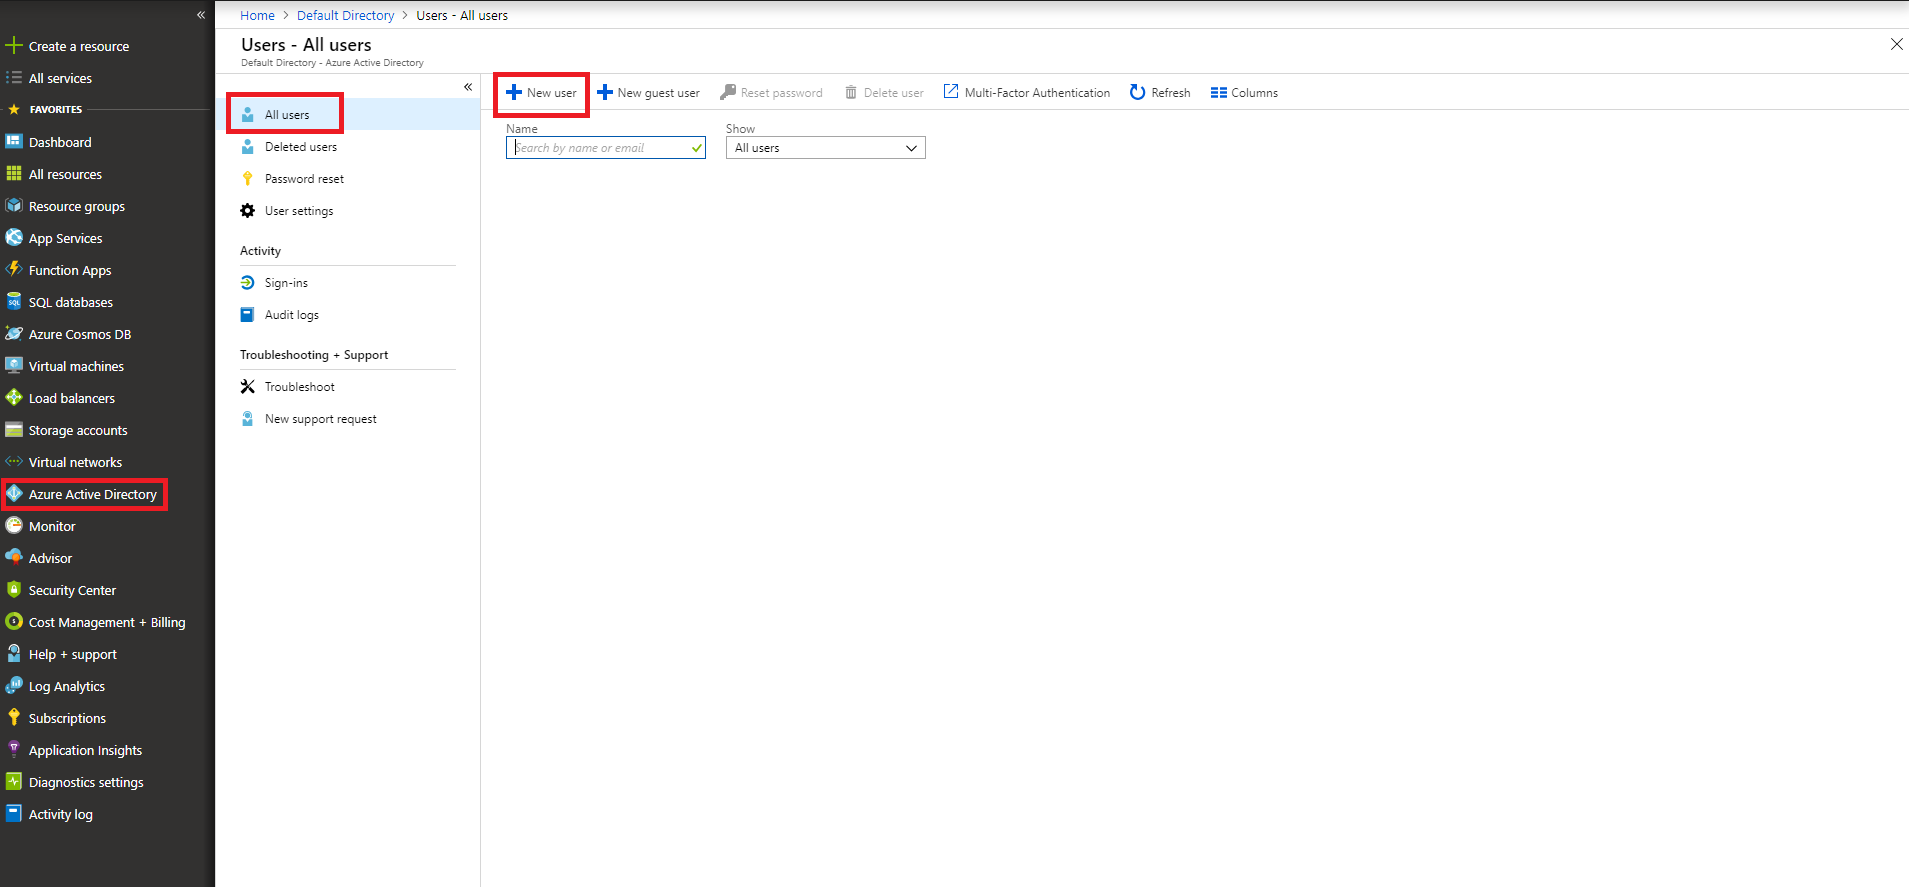 «
Create a resource
All services
FAVORITES
Dashboard
All resources
Resource groups
App Services
Function Apps
SQL databases
Azure Cosmos DB
Virtual machines
Load balancers
Storage accounts
Virtual networks
Azure Active Directory
Monitor
Advisor
Security Center
Cost Management + Billing
Help + support
Log Analytics
Subscriptions
Application Insights
Diagnostics settings
Activity log
Home > Default Directory > Users - All users
Users - All users
Default Directory - Azure Active Directory
«
All users
Deleted users
Password reset
User settings
Activity
Sign-ins
Audit logs
Troubleshooting + Support
Troubleshoot
New support request
New user New guest user Reset password Delete user Multi-Factor Authentication Refresh Columns
Name Show
Search by name or email All users